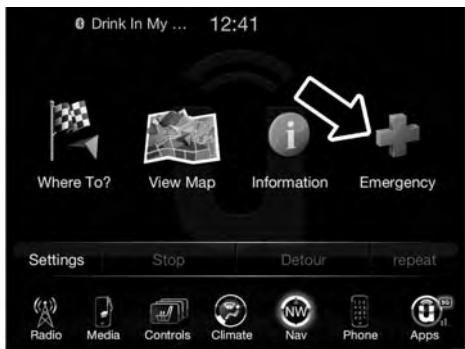 Drink In My ... 12:41
Where To? View Map Information Emergency
Settings Stop Detour repeat
NW
Radio Media Controls Climate Nav Phone Apps